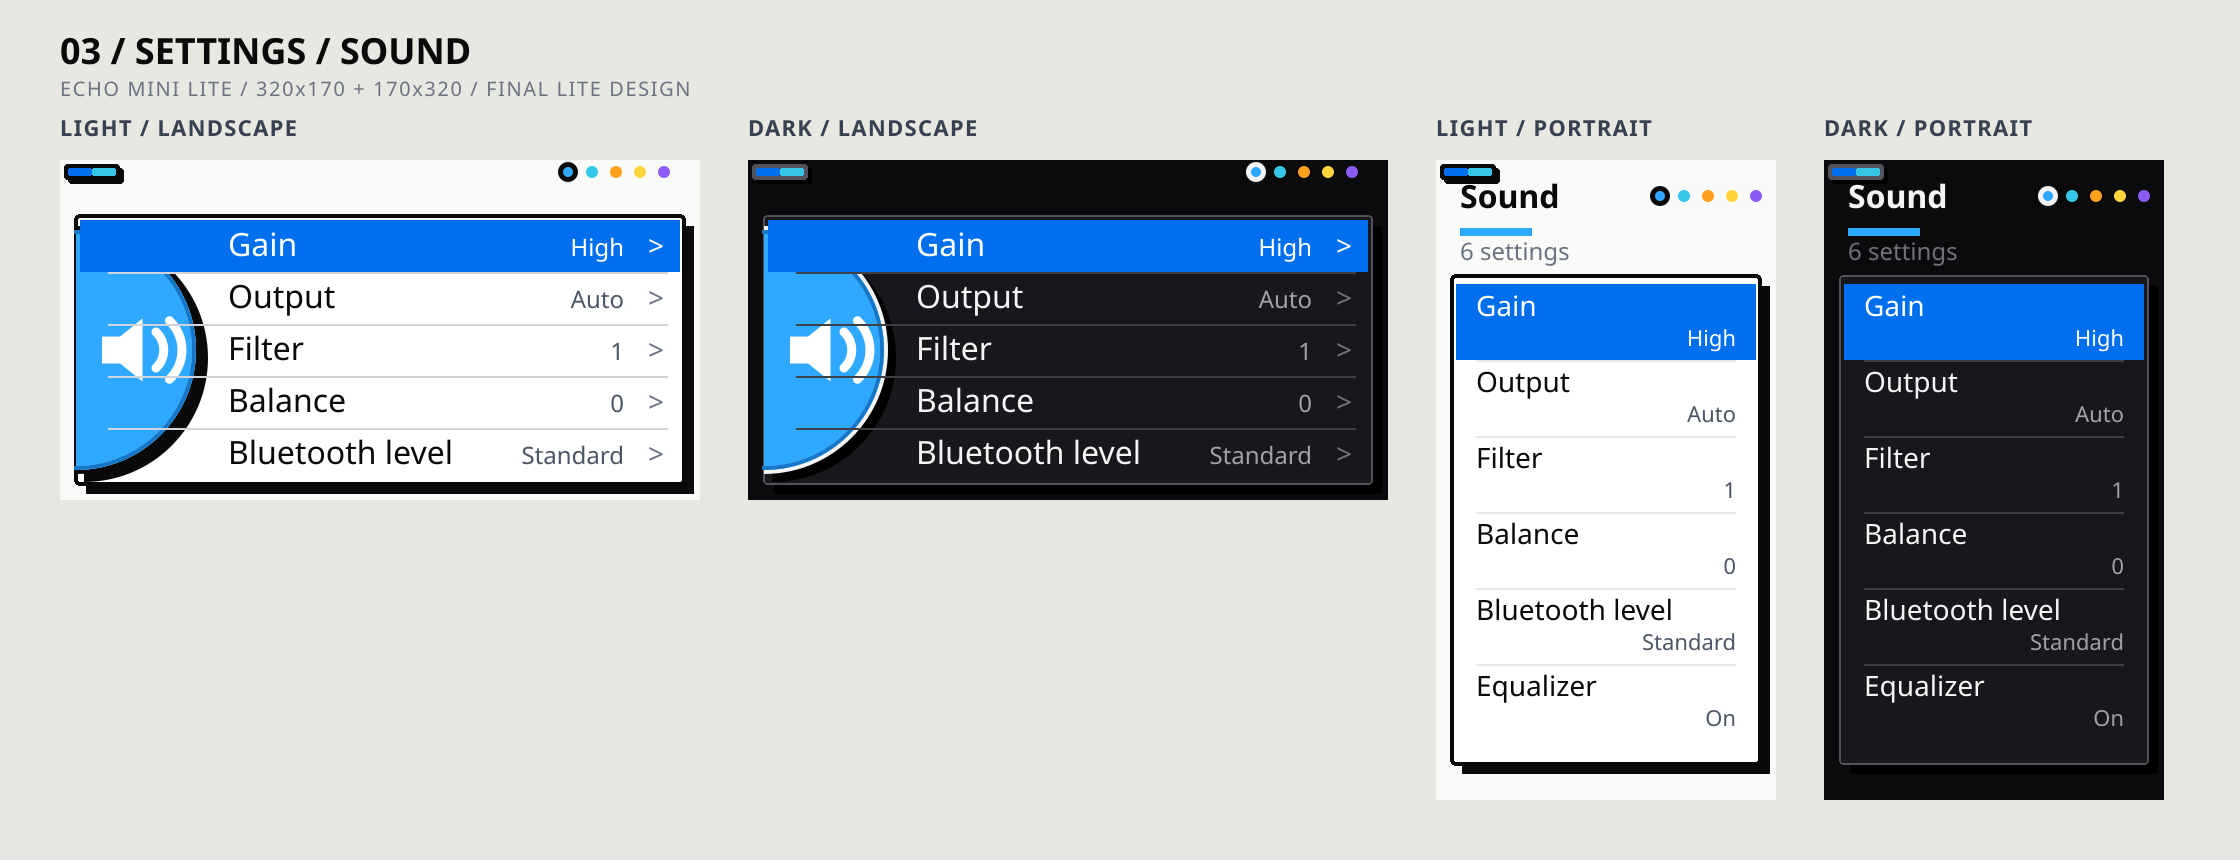 03 / SETTINGS / SOUND
ECHO MINI LITE / 320x170 + 170x320 / FINAL LITE DESIGN
LIGHT / LANDSCAPE
Gain High >
Output Auto >
Filter 1 >
Balance 0 >
Bluetooth level Standard >
DARK / LANDSCAPE
Gain High >
Output Auto >
Filter 1 >
Balance 0 >
Bluetooth level Standard >
LIGHT / PORTRAIT
Sound
6 settings
Gain
High
Output
Auto
Filter
1
Balance
0
Bluetooth level
Standard
Equalizer
On
DARK / PORTRAIT
Sound
6 settings
Gain
High
Output
Auto
Filter
1
Balance
0
Bluetooth level
Standard
Equalizer
On